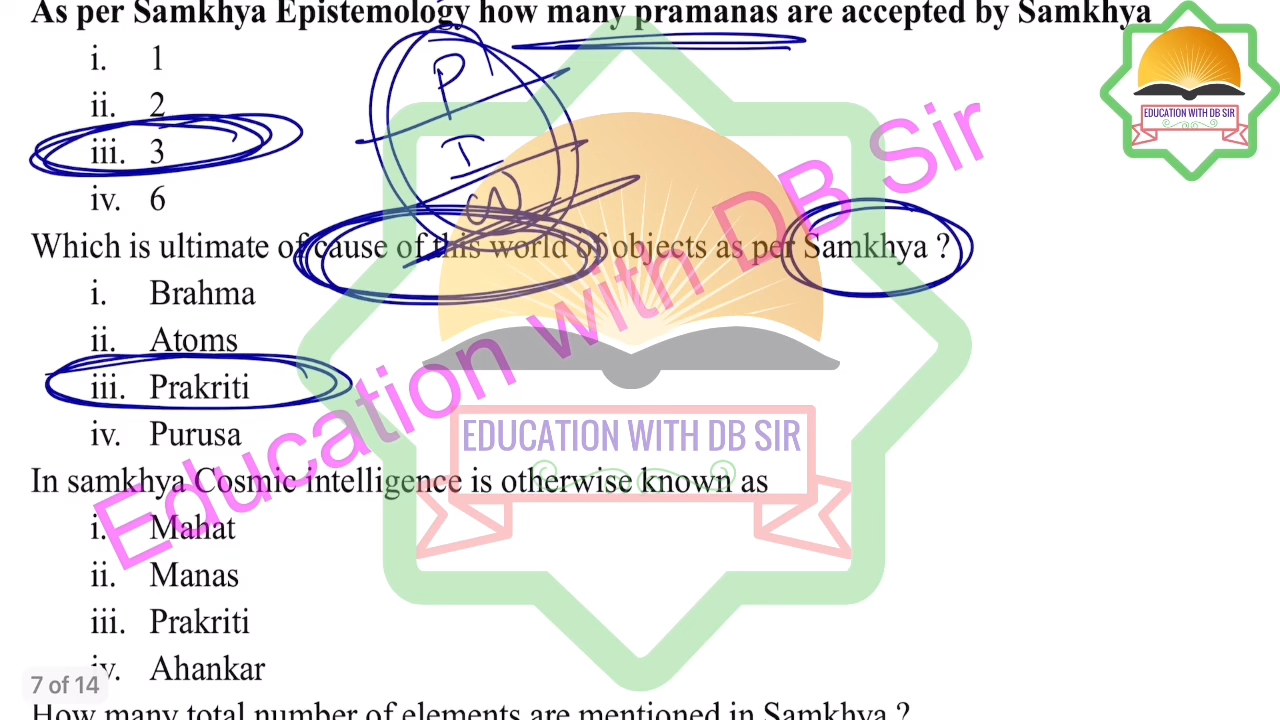 As per Samkhya Epistemology how many pramanas are accepted by Samkhya
i. 1
ii. 2
iii. 3
iv. 6
P
I
W
Which is ultimate of cause of this world of objects as per Samkhya ?
i. Brahma
ii. Atoms
iii. Prakriti
iv. Purusa
In samkhya Cosmic intelligence is otherwise known as
i. Mahat
ii. Manas
iii. Prakriti
iv. Ahankar
How many total number of elements are mentioned in Samkhya ?
7 of 14
Education with DB Sir
EDUCATION WITH DB SIR
EDUCATION WITH DB SIR